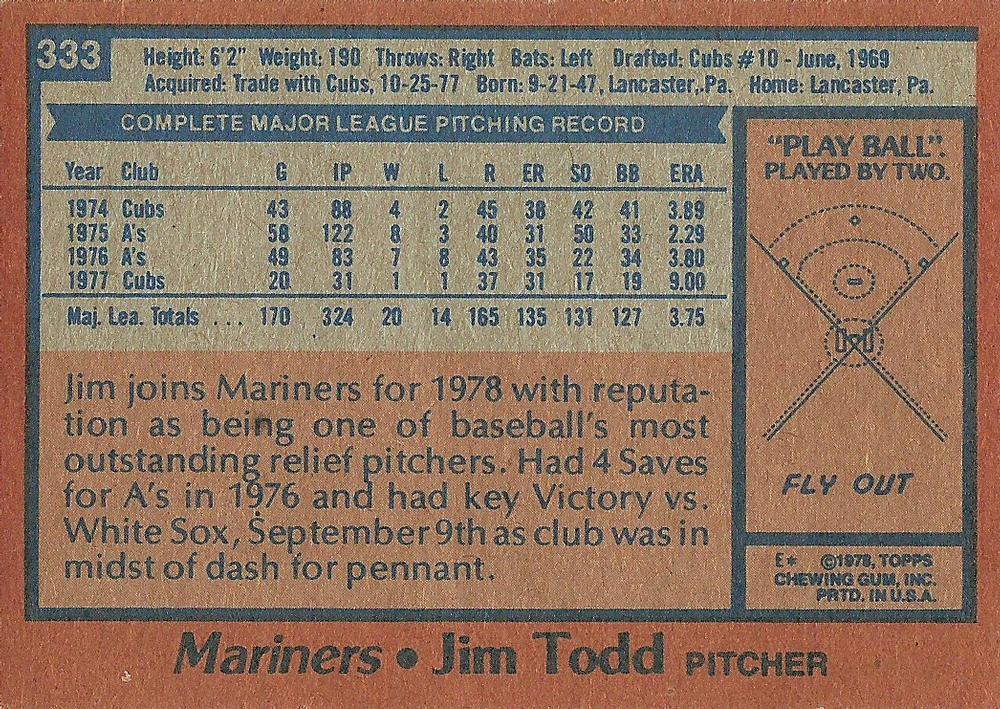 333
Height: 6'2" Weight: 190 Throws: Right Bats: Left Drafted: Cubs #10 - June, 1969
Acquired: Trade with Cubs, 10-25-77 Born: 9-21-47, Lancaster, Pa. Home: Lancaster, Pa.
COMPLETE MAJOR LEAGUE PITCHING RECORD
Year Club G IP W L R ER SO BB ERA
1974 Cubs 43 88 4 2 45 38 42 41 3.89
1975 A's 58 122 8 3 40 31 50 33 2.29
1976 A's 49 83 7 8 43 35 22 34 3.80
1977 Cubs 20 31 1 1 37 31 17 19 9.00
Maj. Lea. Totals ... 170 324 20 14 165 135 131 127 3.75
Jim joins Mariners for 1978 with reputa-
tion as being one of baseball's most
outstanding relief pitchers. Had 4 Saves
for A's in 1976 and had key Victory vs.
White Sox, September 9th as club was in
midst of dash for pennant.
"PLAY BALL".
PLAYED BY TWO.
FLY OUT
E* ©1978, TOPPS
CHEWING GUM, INC.
PRTD. IN U.S.A.
Mariners • Jim Todd PITCHER